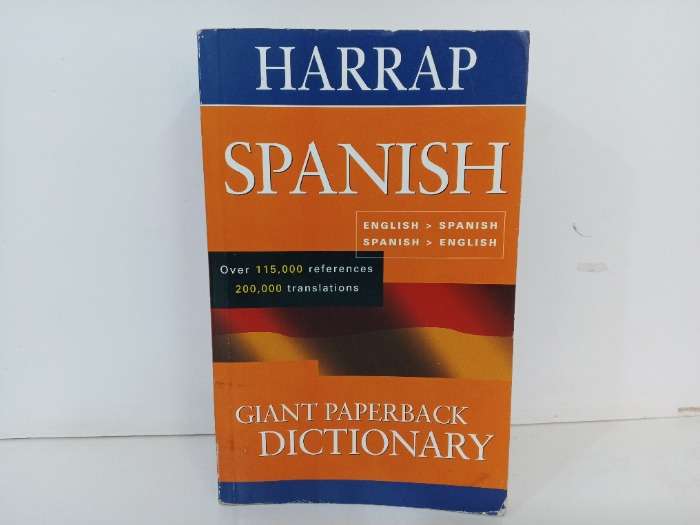 HARRAP
SPANISH
ENGLISH > SPANISH
SPANISH > ENGLISH
Over 115,000 references
200,000 translations
GIANT PAPERBACK
DICTIONARY